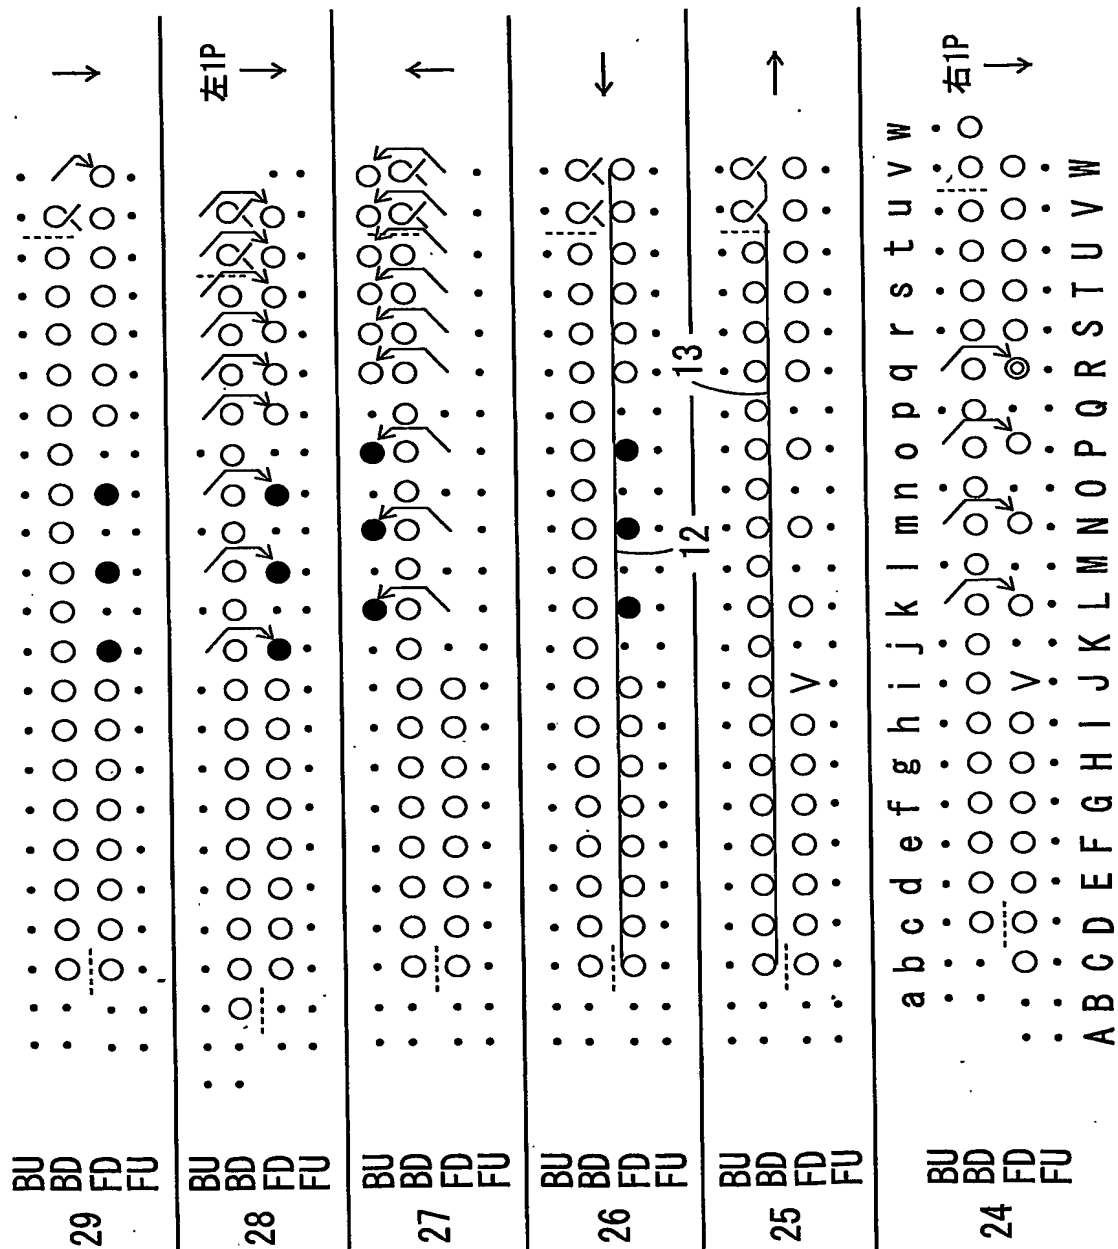 BU
BD
29
FD
FU
左1P
BU
BD
28
FD
FU
BU
BD
27
FD
FU
BU
BD
26
FD
FU
12
13
BU
BD
25
FD
FU
a b c d e f g h i j k l m n o p q r s t u v w
右1P
BU
BD
24
FD
V
V
FU
A B C D E F G H I J K L M N O P Q R S T U V W